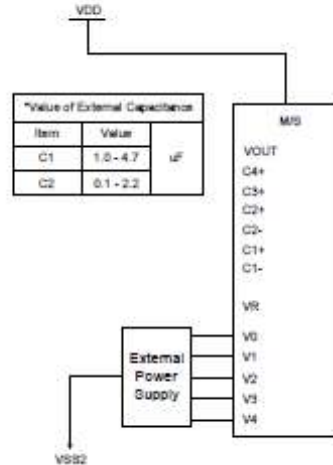 VDD
*Value of External Capacitance
Item Value
C1 1.0 - 4.7 uF
C2 0.1 - 2.2
M/S
VOUT
C4+
C3+
C2+
C2-
C1+
C1-
VR
V0
V1
V2
V3
V4
External
Power
Supply
VSS2